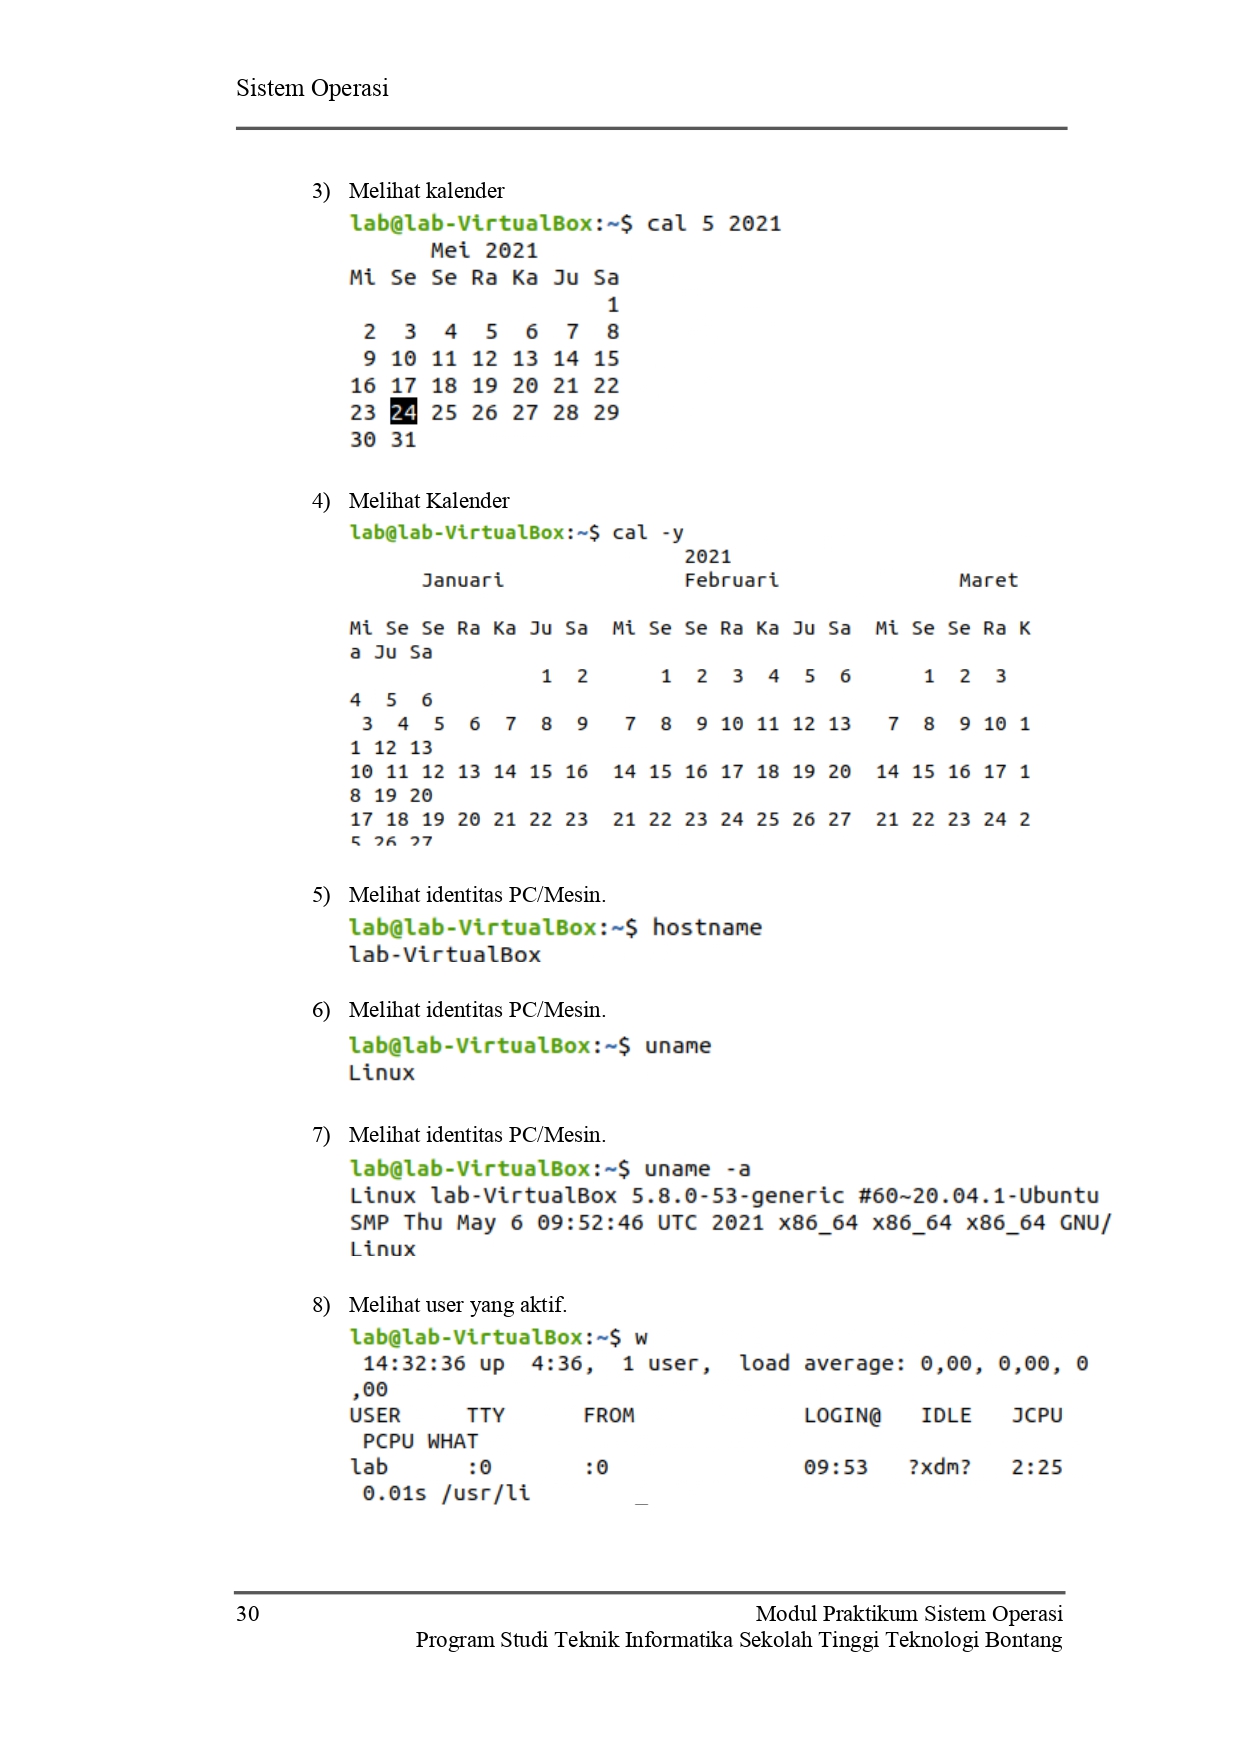 Sistem Operasi
3) Melihat kalender
lab@lab-VirtualBox:~$ cal 5 2021
      Mei 2021
Mi Se Se Ra Ka Ju Sa
                   1
 2  3  4  5  6  7  8
 9 10 11 12 13 14 15
16 17 18 19 20 21 22
23 24 25 26 27 28 29
30 31
4) Melihat Kalender
lab@lab-VirtualBox:~$ cal -y
                            2021
      Januari               Februari               Maret
Mi Se Se Ra Ka Ju Sa  Mi Se Se Ra Ka Ju Sa  Mi Se Se Ra K
a Ju Sa
                1  2      1  2  3  4  5  6      1  2  3
4  5  6
 3  4  5  6  7  8  9   7  8  9 10 11 12 13   7  8  9 10 1
1 12 13
10 11 12 13 14 15 16  14 15 16 17 18 19 20  14 15 16 17 1
8 19 20
17 18 19 20 21 22 23  21 22 23 24 25 26 27  21 22 23 24 2
5 26 27
5) Melihat identitas PC/Mesin.
lab@lab-VirtualBox:~$ hostname
lab-VirtualBox
6) Melihat identitas PC/Mesin.
lab@lab-VirtualBox:~$ uname
Linux
7) Melihat identitas PC/Mesin.
lab@lab-VirtualBox:~$ uname -a
Linux lab-VirtualBox 5.8.0-53-generic #60~20.04.1-Ubuntu
SMP Thu May 6 09:52:46 UTC 2021 x86_64 x86_64 x86_64 GNU/
Linux
8) Melihat user yang aktif.
lab@lab-VirtualBox:~$ w
 14:32:36 up  4:36,  1 user,  load average: 0,00, 0,00, 0
,00
USER     TTY      FROM             LOGIN@   IDLE   JCPU
 PCPU WHAT
lab      :0       :0               09:53   ?xdm?   2:25
 0.01s /usr/li
30 Modul Praktikum Sistem Operasi
Program Studi Teknik Informatika Sekolah Tinggi Teknologi Bontang